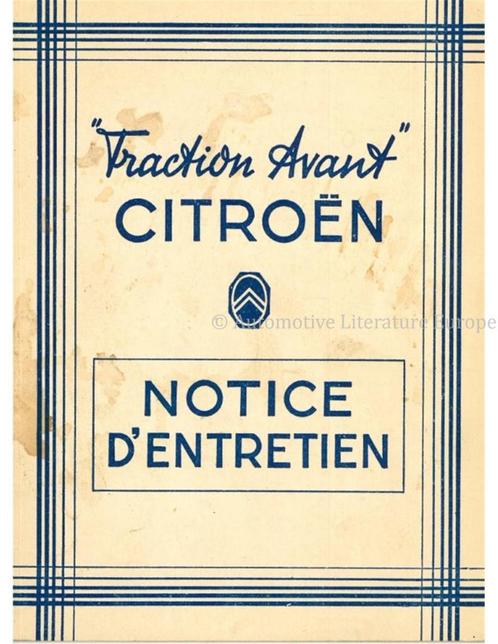 "Traction Avant"
CITROËN
© Automotive Literature Europe
NOTICE
D'ENTRETIEN